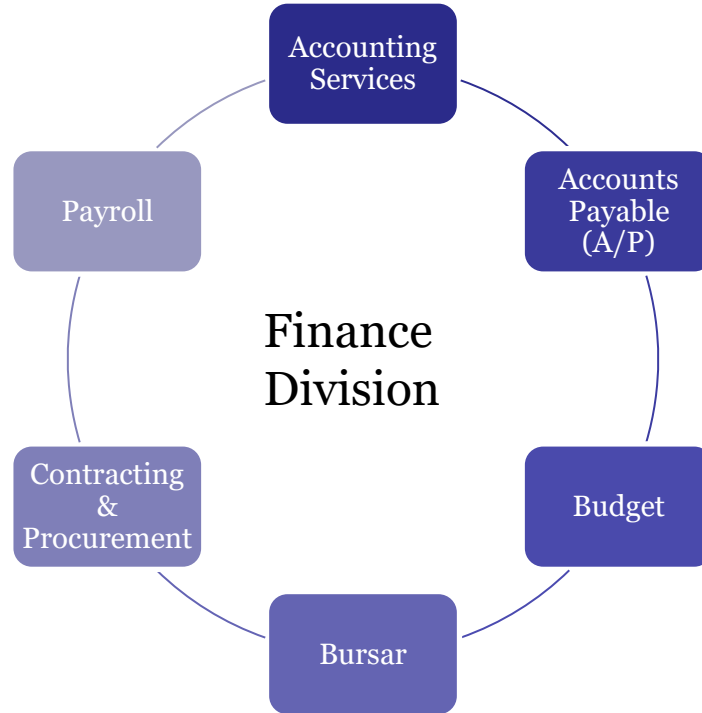 Accounting
Services
Accounts
Payable
(A/P)
Budget
Bursar
Contracting
&
Procurement
Payroll
Finance
Division